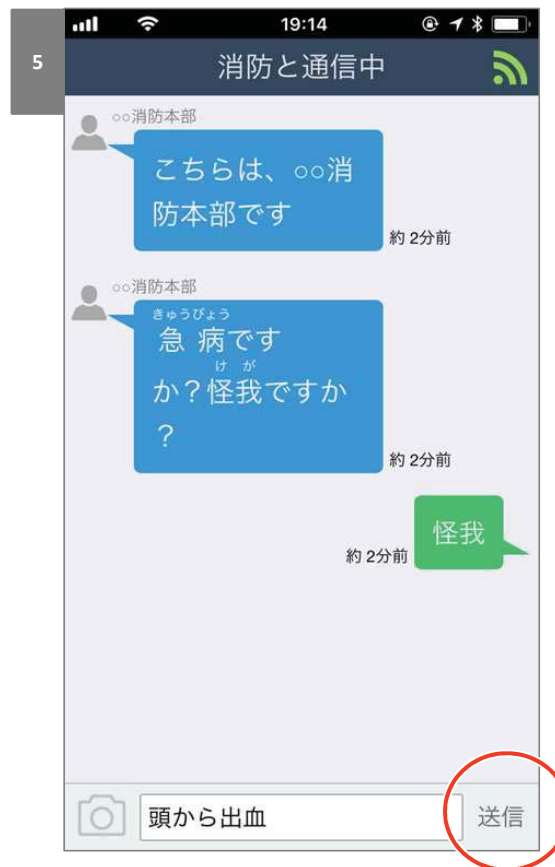 5
19:14
消防と通信中
○○消防本部
こちらは、○○消
防本部です
約 2分前
○○消防本部
きゅうびょう
急 病です
けが
か？怪我ですか
？
約 2分前
怪我
約 2分前
頭から出血
送信